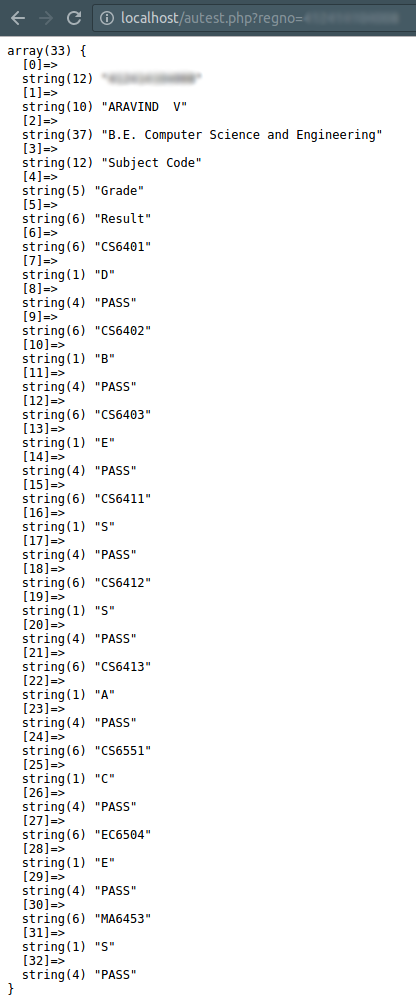 localhost/autest.php?regno=
array(33) {
[0]=>
string(12)
[1]=>
string(10) "ARAVIND  V"
[2]=>
string(37) "B.E. Computer Science and Engineering"
[3]=>
string(12) "Subject Code"
[4]=>
string(5) "Grade"
[5]=>
string(6) "Result"
[6]=>
string(6) "CS6401"
[7]=>
string(1) "D"
[8]=>
string(4) "PASS"
[9]=>
string(6) "CS6402"
[10]=>
string(1) "B"
[11]=>
string(4) "PASS"
[12]=>
string(6) "CS6403"
[13]=>
string(1) "E"
[14]=>
string(4) "PASS"
[15]=>
string(6) "CS6411"
[16]=>
string(1) "S"
[17]=>
string(4) "PASS"
[18]=>
string(6) "CS6412"
[19]=>
string(1) "S"
[20]=>
string(4) "PASS"
[21]=>
string(6) "CS6413"
[22]=>
string(1) "A"
[23]=>
string(4) "PASS"
[24]=>
string(6) "CS6551"
[25]=>
string(1) "C"
[26]=>
string(4) "PASS"
[27]=>
string(6) "EC6504"
[28]=>
string(1) "E"
[29]=>
string(4) "PASS"
[30]=>
string(6) "MA6453"
[31]=>
string(1) "S"
[32]=>
string(4) "PASS"
}